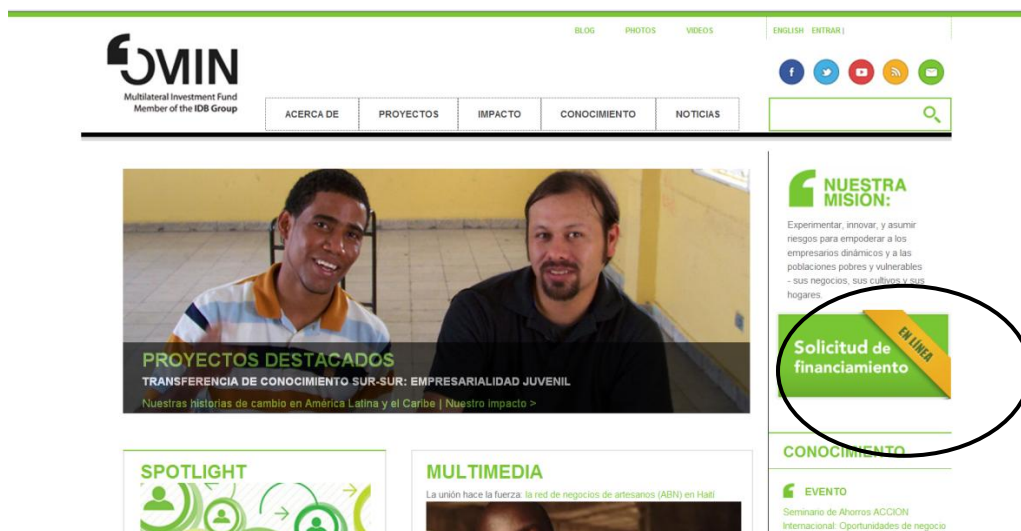 BLOG PHOTOS VIDEOS ENGLISH ENTRAR |
FOMIN
Multilateral Investment Fund
Member of the IDB Group
ACERCA DE PROYECTOS IMPACTO CONOCIMIENTO NOTICIAS
PROYECTOS DESTACADOS
TRANSFERENCIA DE CONOCIMIENTO SUR-SUR: EMPRESARIALIDAD JUVENIL
Nuestras historias de cambio en América Latina y el Caribe | Nuestro impacto >
NUESTRA
MISIÓN:
Experimentar, innovar, y asumir
riesgos para empoderar a los
empresarios dinámicos y a las
poblaciones pobres y vulnerables
- sus negocios, sus cultivos y sus
hogares.
Solicitud de
financiamiento
EN LÍNEA
SPOTLIGHT
MULTIMEDIA
La unión hace la fuerza: la red de negocios de artesanos (ABN) en Haití
CONOCIMIENTO
EVENTO
Seminario de Ahorros ACCION
Internacional: Oportunidades de negocio